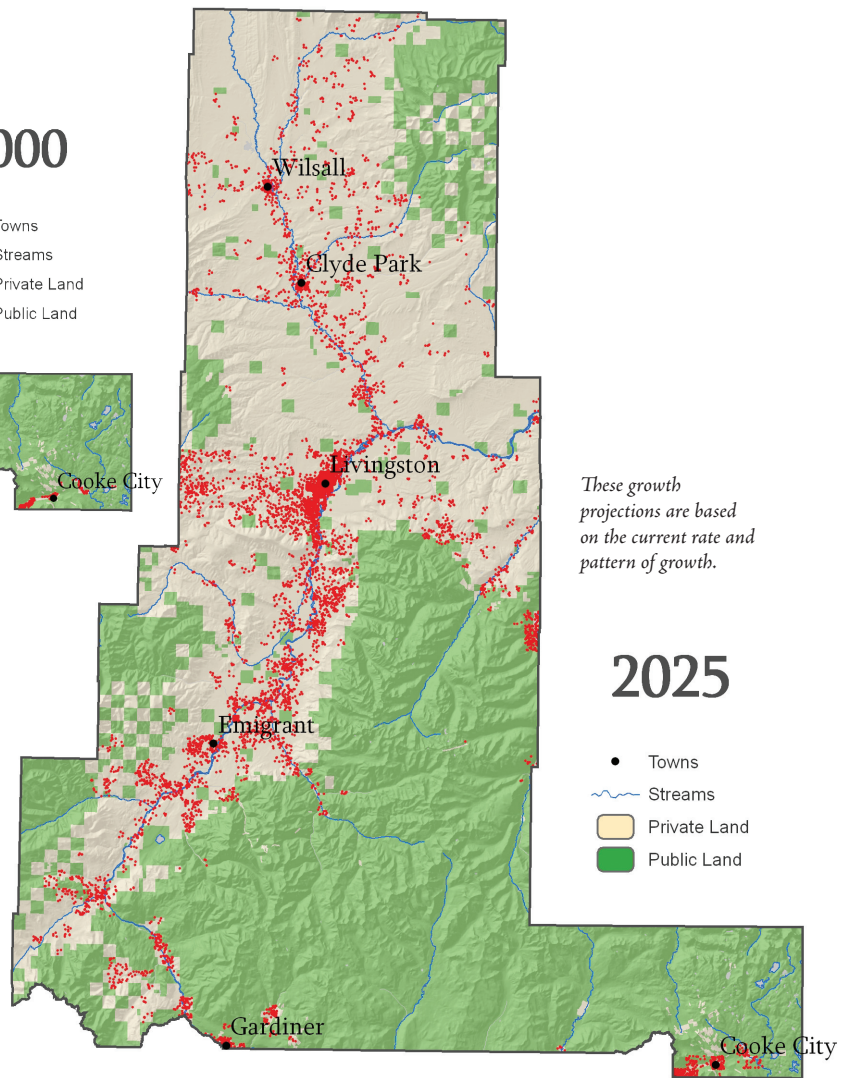 000
Towns
Streams
Private Land
Public Land
Cooke City
Wilsall
Clyde Park
Livingston
Emigrant
Gardiner
Cooke City
These growth
projections are based
on the current rate and
pattern of growth.
2025
Towns
Streams
Private Land
Public Land